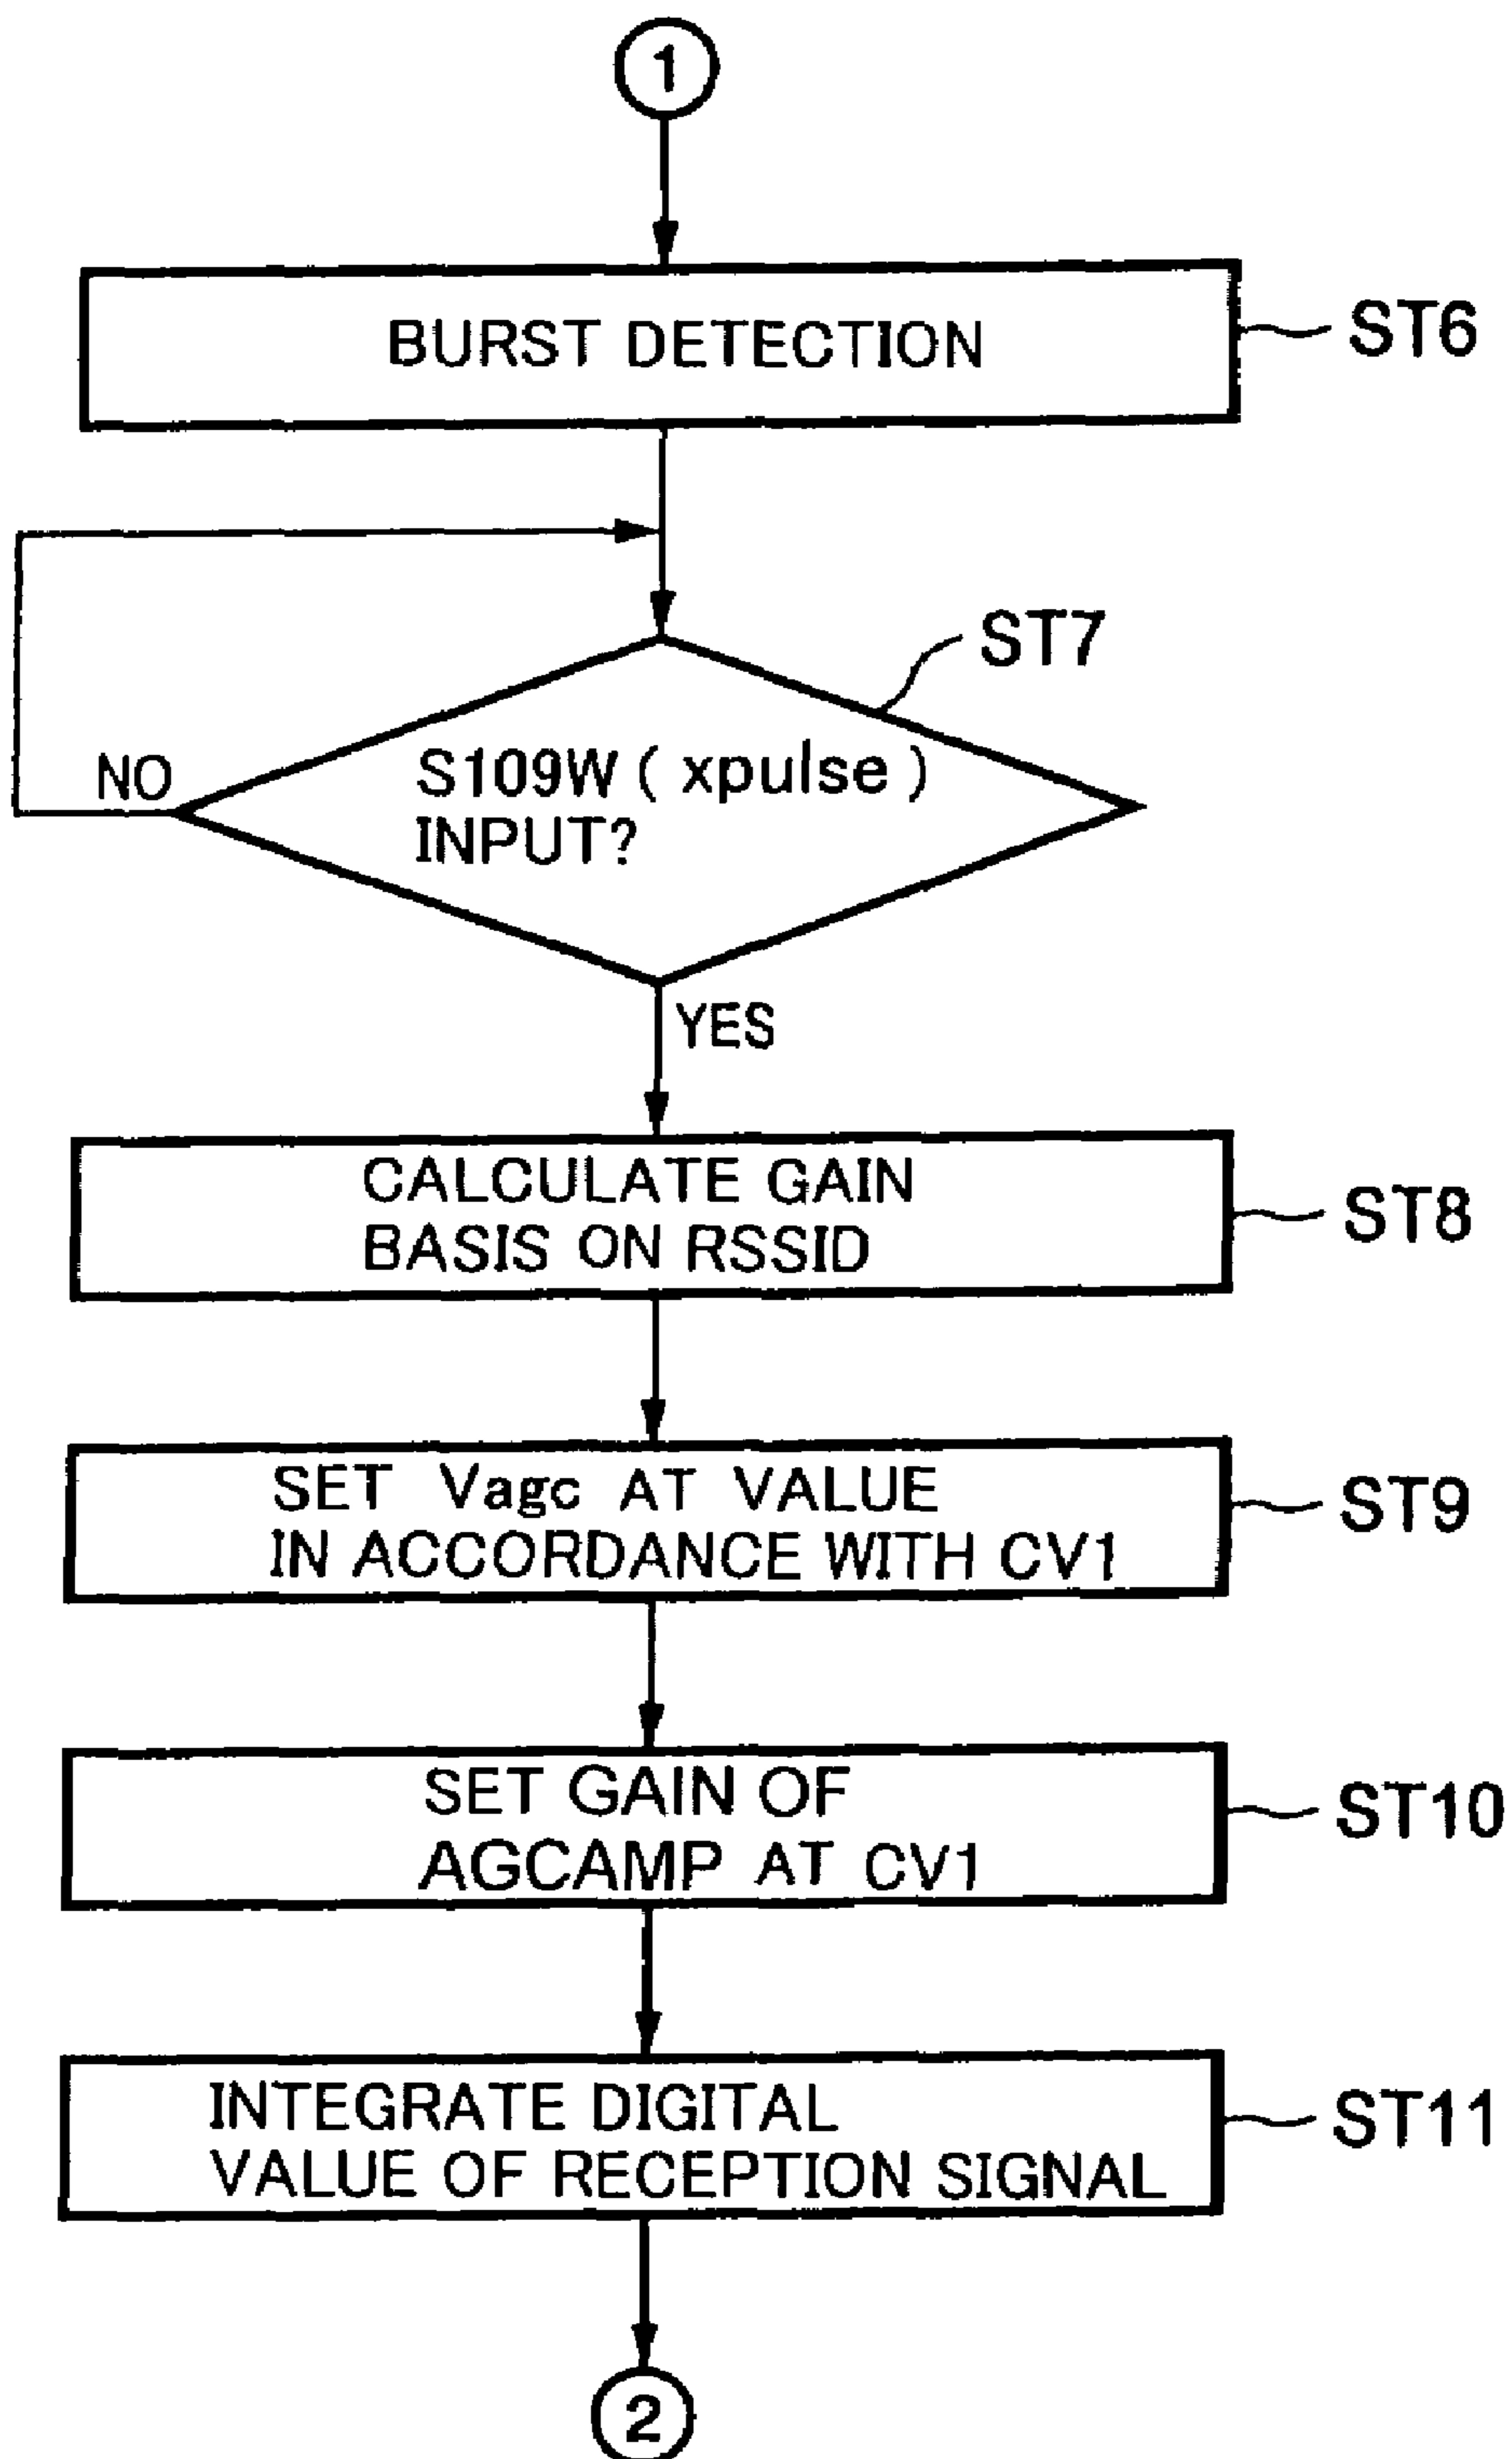 1
BURST DETECTION
ST6
ST7
NO
S109W ( xpulse )
INPUT?
YES
CALCULATE GAIN
BASIS ON RSSID
ST8
SET Vagc AT VALUE
IN ACCORDANCE WITH CV1
ST9
SET GAIN OF
AGCAMP AT CV1
ST10
INTEGRATE DIGITAL
VALUE OF RECEPTION SIGNAL
ST11
2